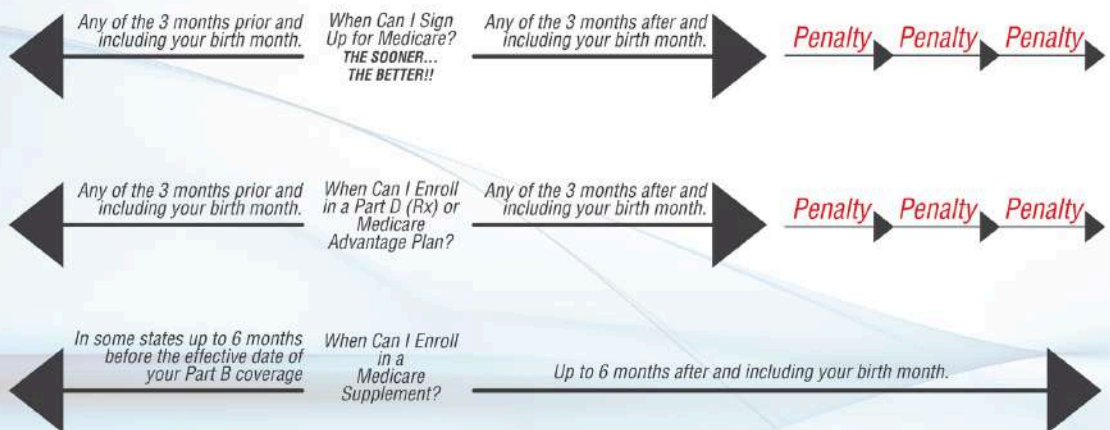 Any of the 3 months prior and
including your birth month.
When Can I Sign
Up for Medicare?
THE SOONER...
THE BETTER!!
Any of the 3 months after and
including your birth month.
Penalty Penalty Penalty
Any of the 3 months prior and
including your birth month.
When Can I Enroll
in a Part D (Rx) or
Medicare
Advantage Plan?
Any of the 3 months after and
including your birth month.
Penalty Penalty Penalty
In some states up to 6 months
before the effective date of
your Part B coverage
When Can I Enroll
in a
Medicare
Supplement?
Up to 6 months after and including your birth month.